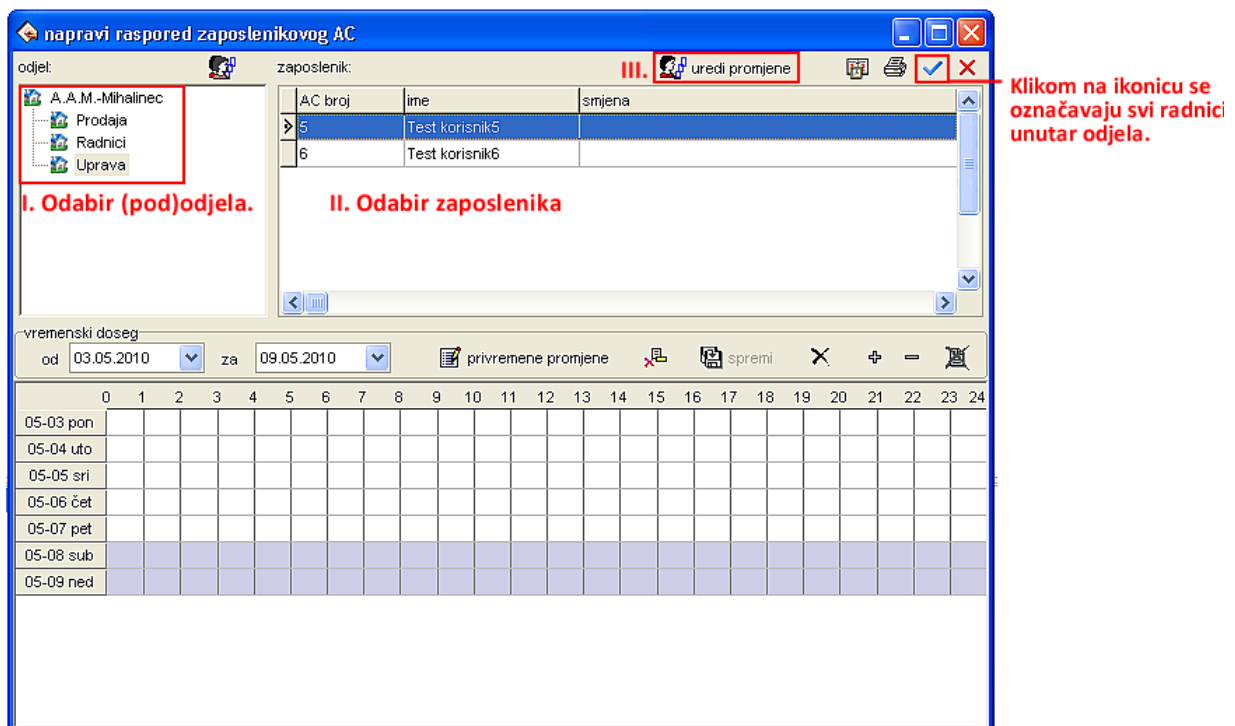 napravi raspored zaposlenikovog AC
odjel:
zaposlenik:
III. uredi promjene
A.A.M.-Mihalinec
Prodaja
Radnici
Uprava
I. Odabir (pod)odjela.
AC broj ime smjena
5 Test korisnik5
6 Test korisnik6
II. Odabir zaposlenika
Klikom na ikonicu se
označavaju svi radnici
unutar odjela.
vremenski doseg
od 03.05.2010 za 09.05.2010 privremene promjene spremi
0 1 2 3 4 5 6 7 8 9 10 11 12 13 14 15 16 17 18 19 20 21 22 23 24
05-03 pon
05-04 uto
05-05 sri
05-06 čet
05-07 pet
05-08 sub
05-09 ned